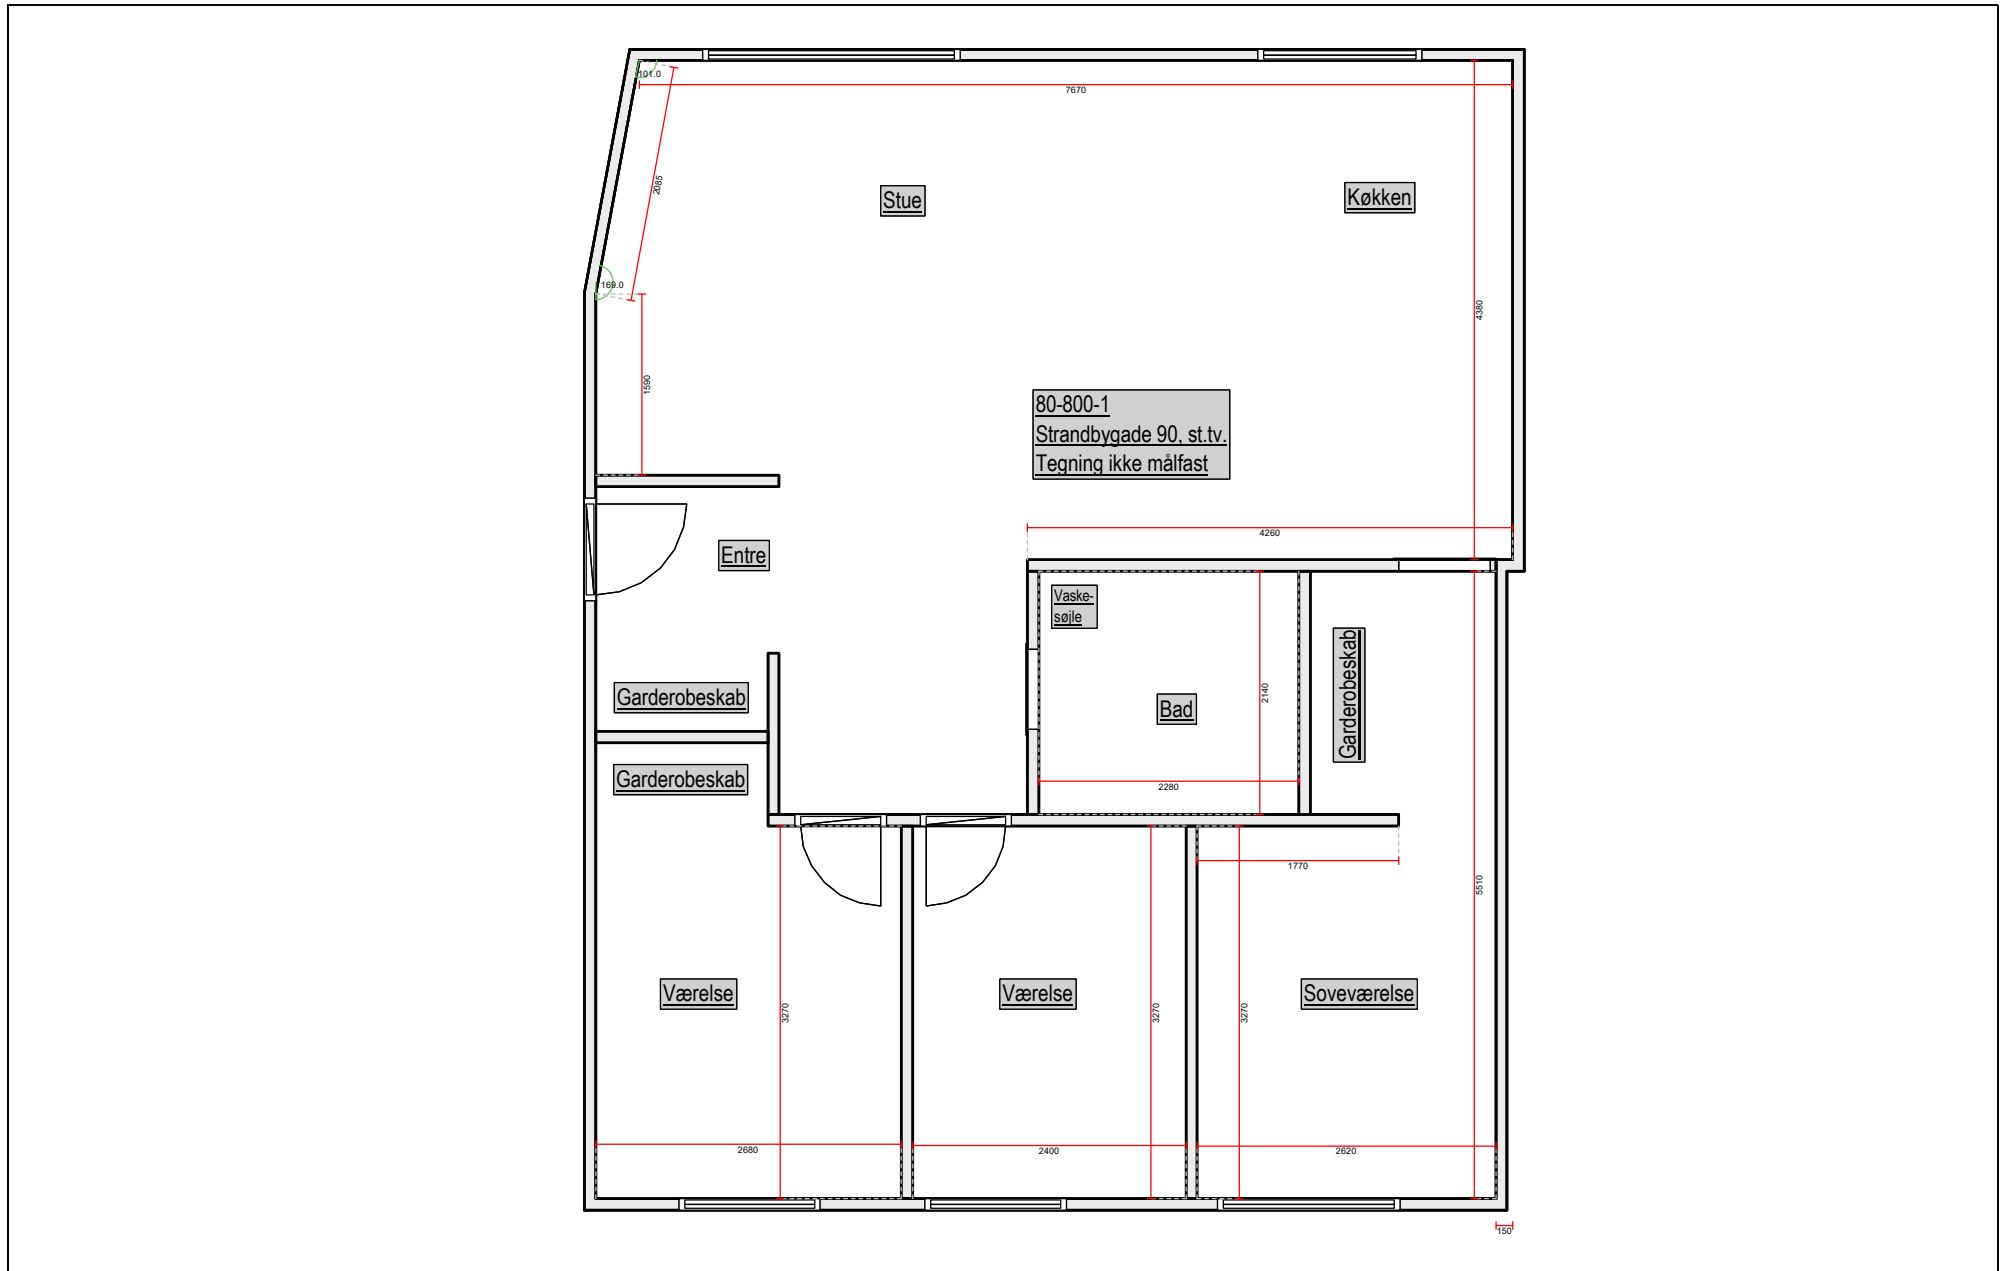 101.0
7670
2085
Stue
Køkken
169.0
4380
1590
80-800-1
Strandbygade 90, st.tv.
Tegning ikke målfast
4260
Entre
Vaske-
søjle
Garderobeskab
Garderobeskab
2140
Bad
Garderobeskab
2280
1770
5510
Værelse
Værelse
Soveværelse
3270
3270
3270
2680
2400
2620
150